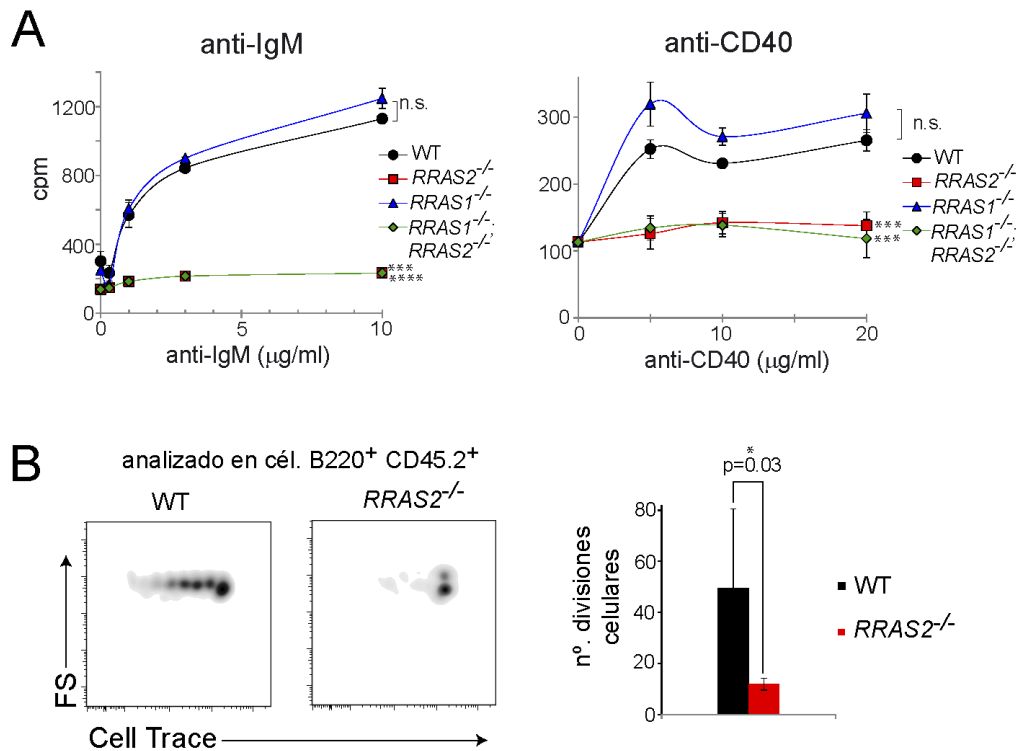 A
anti-IgM
cpm
1200
800
400
0
0
5
10
anti-IgM (µg/ml)
n.s.
WT
RRAS2-/-
RRAS1-/-
RRAS1-/-;
RRAS2-/-
***
****
anti-CD40
300
200
100
0
0
10
20
anti-CD40 (µg/ml)
n.s.
WT
RRAS2-/-
RRAS1-/-
RRAS1-/-;
RRAS2-/-
***
***
B
analizado en cél. B220+ CD45.2+
WT
RRAS2-/-
FS
Cell Trace
*
p=0.03
nº. divisiones
celulares
80
60
40
20
0
WT
RRAS2-/-